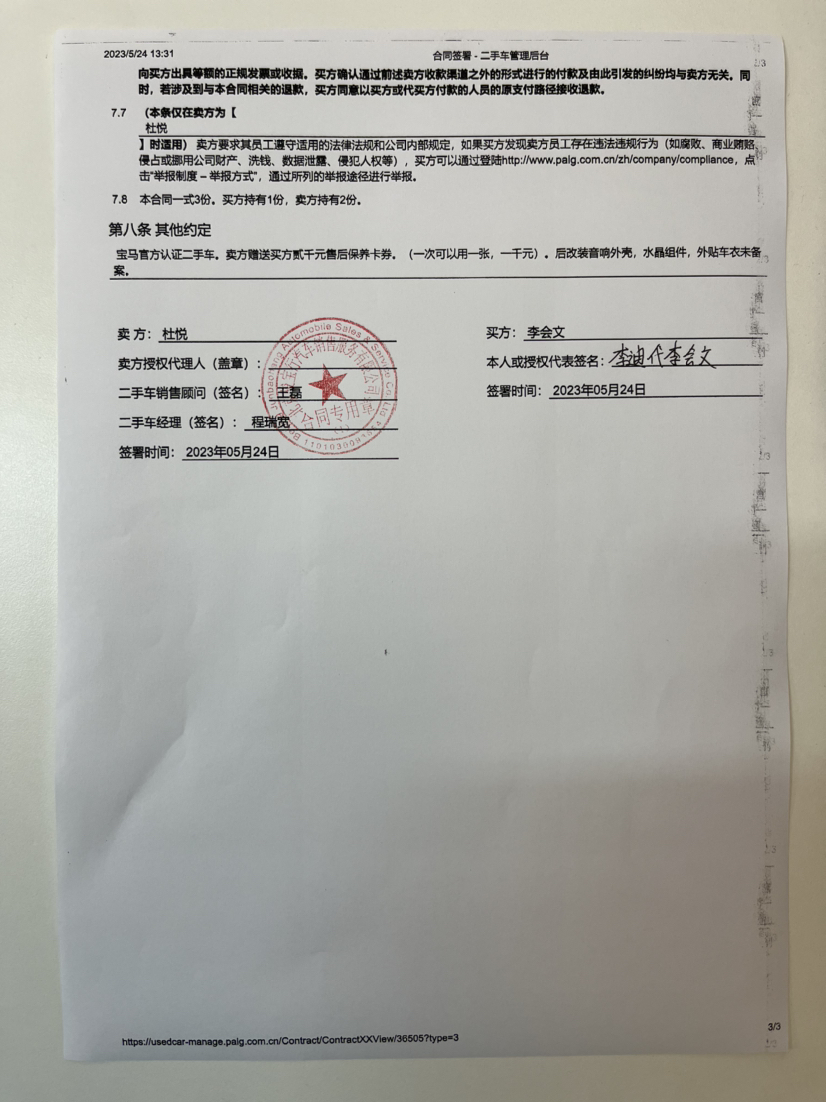 2023/5/24 13:31
合同签署 - 二手车管理后台
2/3
向买方出具等额的正规发票或收据。买方确认通过前述卖方收款渠道之外的形式进行的付款及由此引发的纠纷均与卖方无关。同
时，若涉及到与本合同相关的退款，买方同意以买方或代买方付款的人员的原支付路径接收退款。
7.7 （本条仅在卖方为【
杜悦
】时适用）卖方要求其员工遵守适用的法律法规和公司内部规定，如果买方发现卖方员工存在违法违规行为（如腐败、商业贿赂、
侵占或挪用公司财产、洗钱、数据泄露、侵犯人权等），买方可以通过登陆http://www.palg.com.cn/zh/company/compliance，点
击"举报制度 – 举报方式"，通过所列的举报途径进行举报。
7.8 本合同一式3份。买方持有1份，卖方持有2份。
第八条 其他约定
宝马官方认证二手车。卖方赠送买方贰千元售后保养卡券。（一次可以用一张，一千元）。后改装音响外壳，水晶组件，外贴车衣未备
案。
卖 方：杜悦
卖方授权代理人（盖章）：
二手车销售顾问（签名）：王磊
二手车经理（签名）：程瑞宽
签署时间：2023年05月24日
买方：李会文
本人或授权代表签名：李迪代李会文
签署时间：2023年05月24日
Automobile Sales & Service Co.,Ltd
汽车销售服务有限公司
合同专用章
https://usedcar-manage.palg.com.cn/Contract/ContractXXView/36505?type=3
3/3